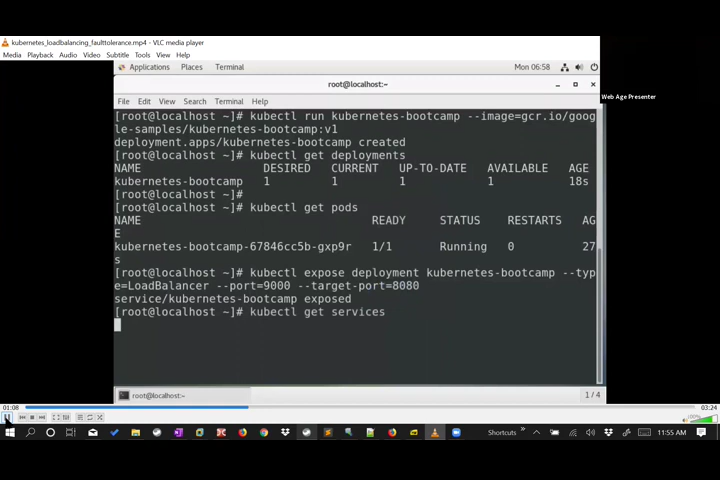 kubernetes_loadbalancing_faulttolerance.mp4 - VLC media player
Media Playback Audio Video Subtitle Tools View Help
Applications Places Terminal Mon 06:58
root@localhost:~
Web Age Presenter
File Edit View Search Terminal Help
[root@localhost ~]# kubectl run kubernetes-bootcamp --image=gcr.io/goog
le-samples/kubernetes-bootcamp:v1
deployment.apps/kubernetes-bootcamp created
[root@localhost ~]# kubectl get deployments
NAME DESIRED CURRENT UP-TO-DATE AVAILABLE AGE
kubernetes-bootcamp 1 1 1 1 18s
[root@localhost ~]#
[root@localhost ~]# kubectl get pods
NAME READY STATUS RESTARTS AG
E
kubernetes-bootcamp-67846cc5b-gxp9r 1/1 Running 0 27
s
[root@localhost ~]# kubectl expose deployment kubernetes-bootcamp --typ
e=LoadBalancer --port=9000 --target-port=8080
service/kubernetes-bootcamp exposed
[root@localhost ~]# kubectl get services
root@localhost:~ 1 / 4
01:08 03:24
100%
Shortcuts 11:55 AM